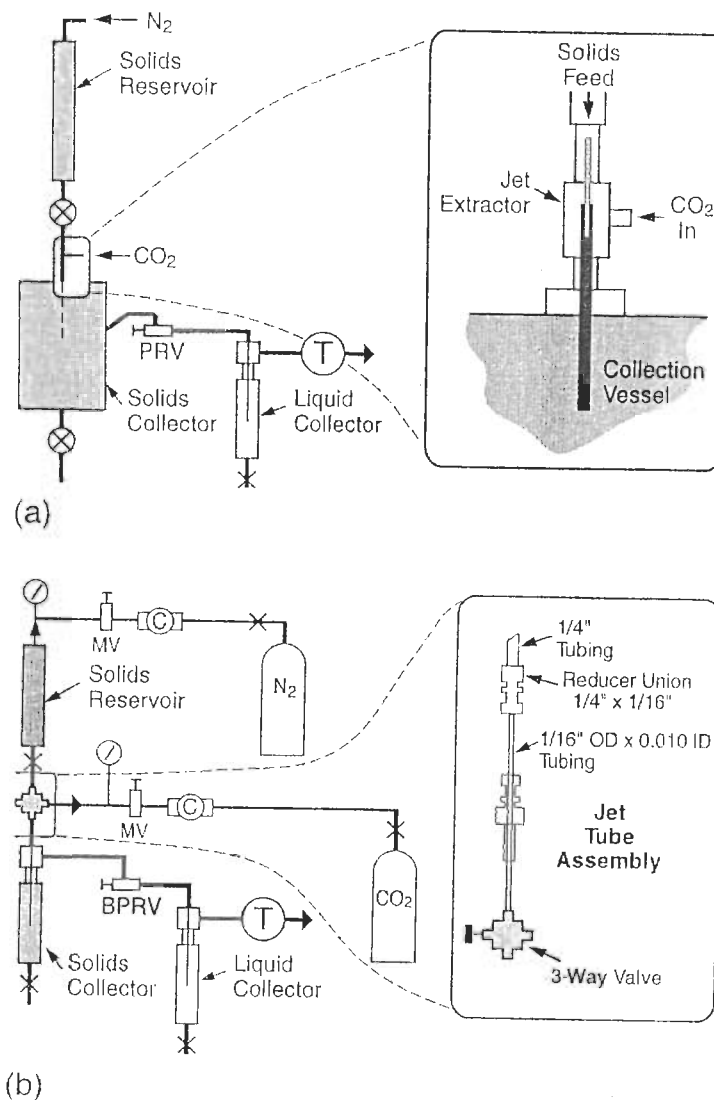 N2
Solids
Reservoir
CO2
PRV
T
Solids
Collector
Liquid
Collector
Solids
Feed
Jet
Extractor
CO2
In
Collection
Vessel
(a)
MV
C
N2
Solids
Reservoir
MV
C
CO2
BPRV
T
Solids
Collector
Liquid
Collector
1/4"
Tubing
Reducer Union
1/4" x 1/16"
1/16" OD x 0.010 ID
Tubing
Jet
Tube
Assembly
3-Way Valve
(b)